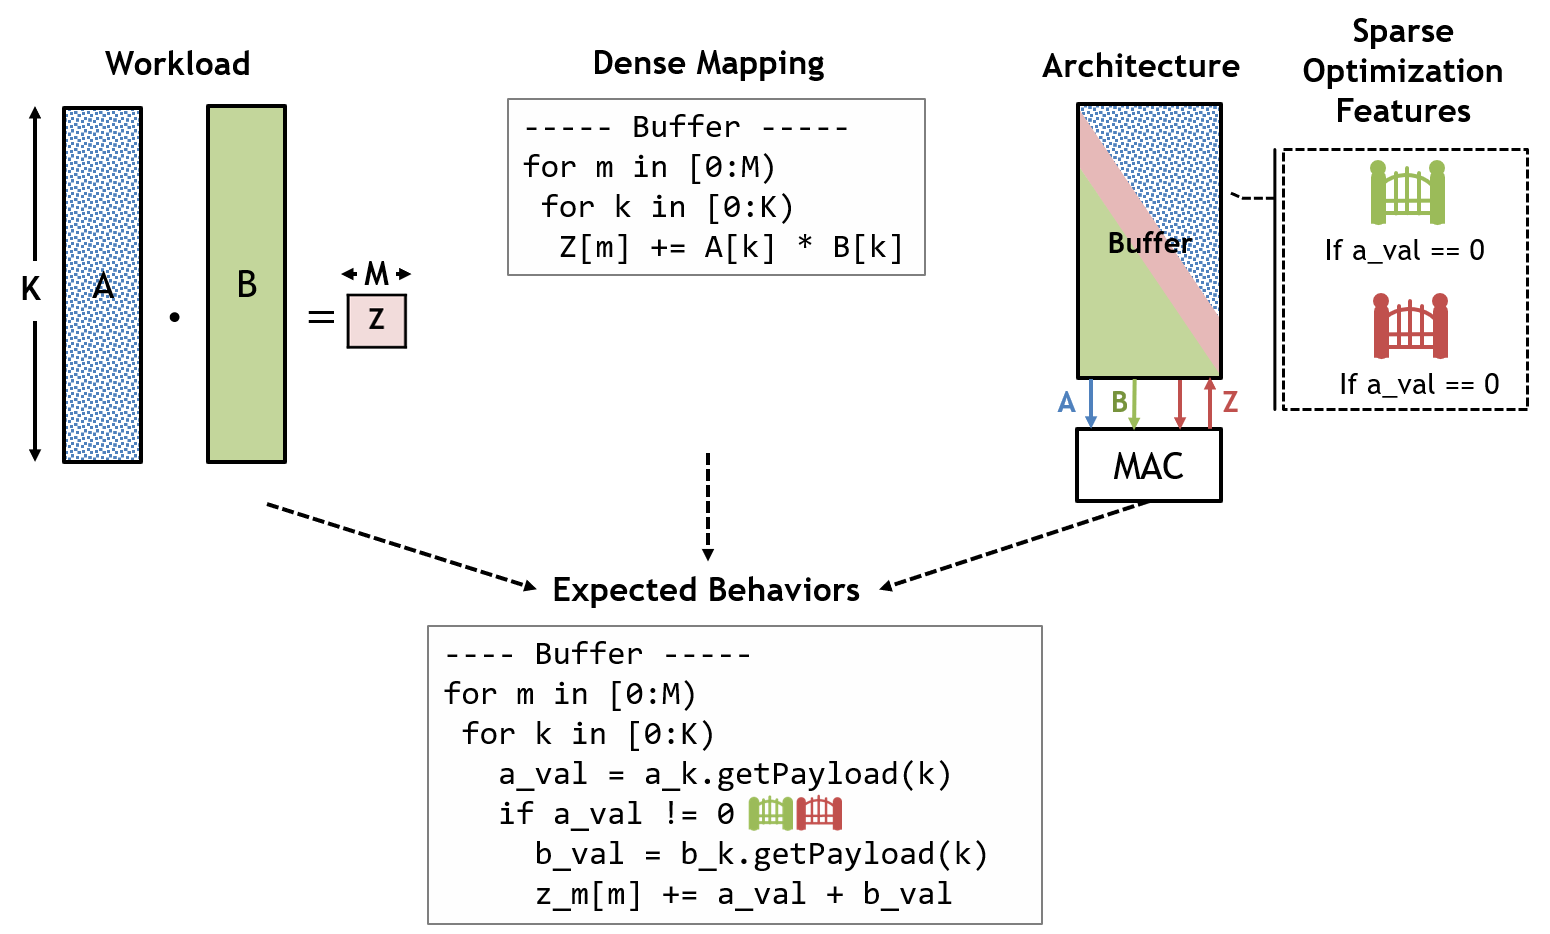 Workload
K
A
·
B
=
M
Z
Dense Mapping
----- Buffer -----
for m in [0:M)
for k in [0:K)
Z[m] += A[k] * B[k]
Architecture
Buffer
A
B
Z
MAC
Sparse
Optimization
Features
If a_val == 0
If a_val == 0
Expected Behaviors
---- Buffer -----
for m in [0:M)
for k in [0:K)
a_val = a_k.getPayload(k)
if a_val != 0
b_val = b_k.getPayload(k)
z_m[m] += a_val + b_val